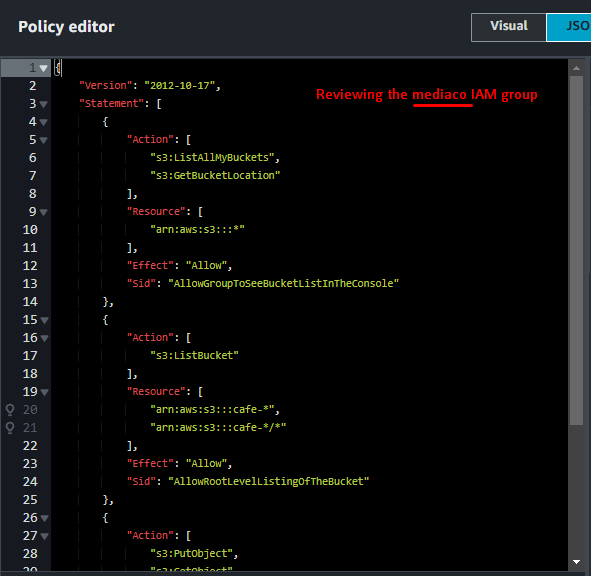 Policy editor
Visual
JSO
Reviewing the mediaco IAM group
1 {
2 "Version": "2012-10-17",
3 "Statement": [
4 {
5 "Action": [
6 "s3:ListAllMyBuckets",
7 "s3:GetBucketLocation"
8 ],
9 "Resource": [
10 "arn:aws:s3:::*"
11 ],
12 "Effect": "Allow",
13 "Sid": "AllowGroupToSeeBucketListInTheConsole"
14 },
15 {
16 "Action": [
17 "s3:ListBucket"
18 ],
19 "Resource": [
20 "arn:aws:s3:::cafe-*",
21 "arn:aws:s3:::cafe-*/*"
22 ],
23 "Effect": "Allow",
24 "Sid": "AllowRootLevelListingOfTheBucket"
25 },
26 {
27 "Action": [
28 "s3:PutObject",
29 "s3:GetObject",